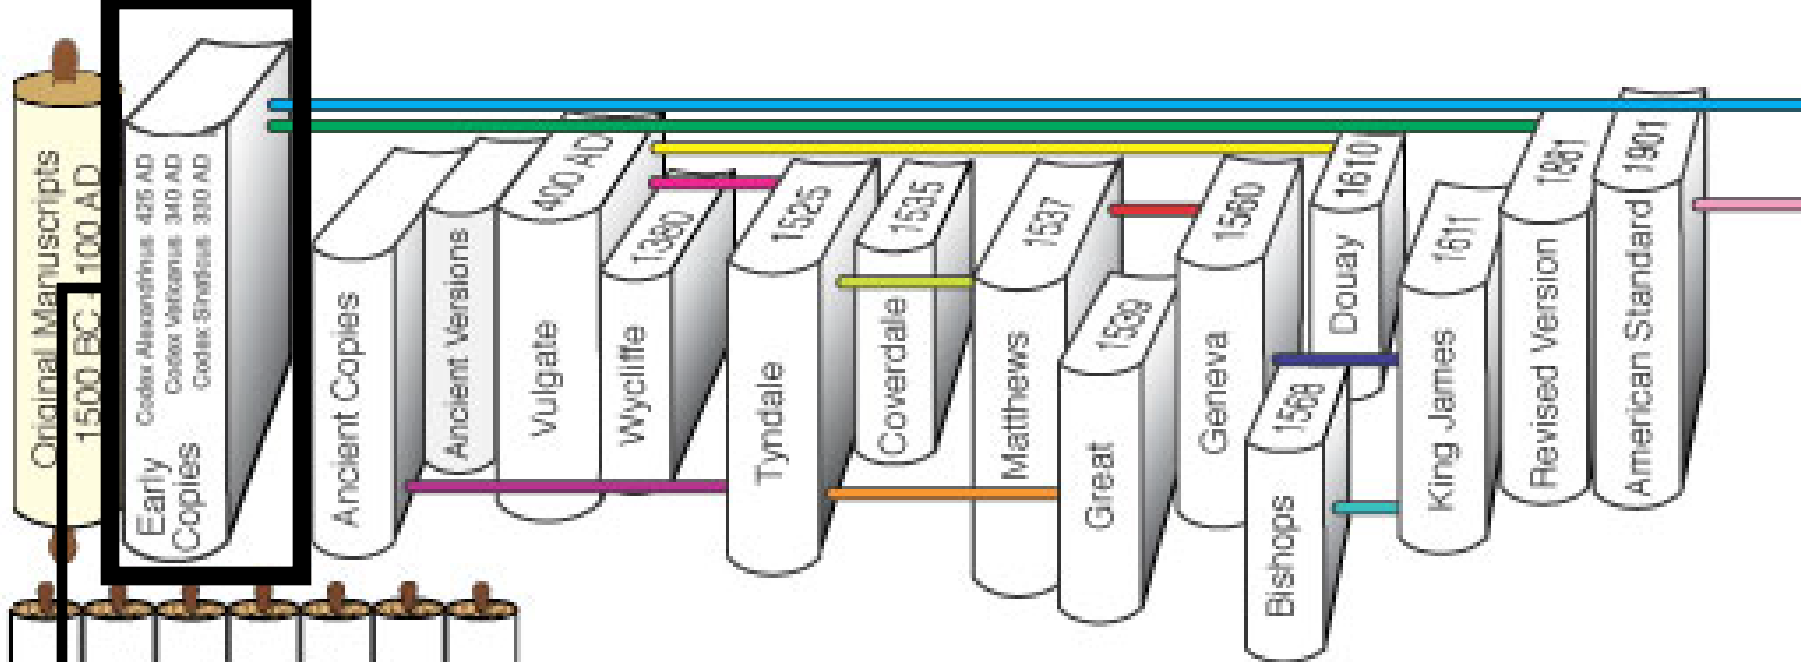 Original Manuscripts
1500 BC - 100 AD
Early
Copies
Codex Alexandrinus 425 AD
Codex Vaticanus 340 AD
Codex Sinaticus 330 AD
Ancient Copies
Ancient Versions
400 AD
Vulgate
1380
Wycliffe
1525
Tyndale
1535
Coverdale
1537
Matthews
1539
Great
1560
Geneva
1568
Bishops
1610
Douay
1611
King James
1881
Revised Version
1901
American Standard